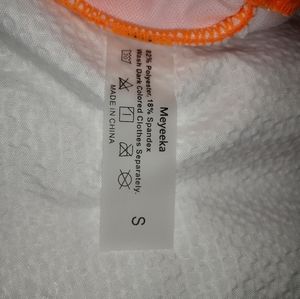 Meyeeka
82% Polyester. 18% Spandex
Wash Dark Colored Clothes Separately.
MADE IN CHINA
S